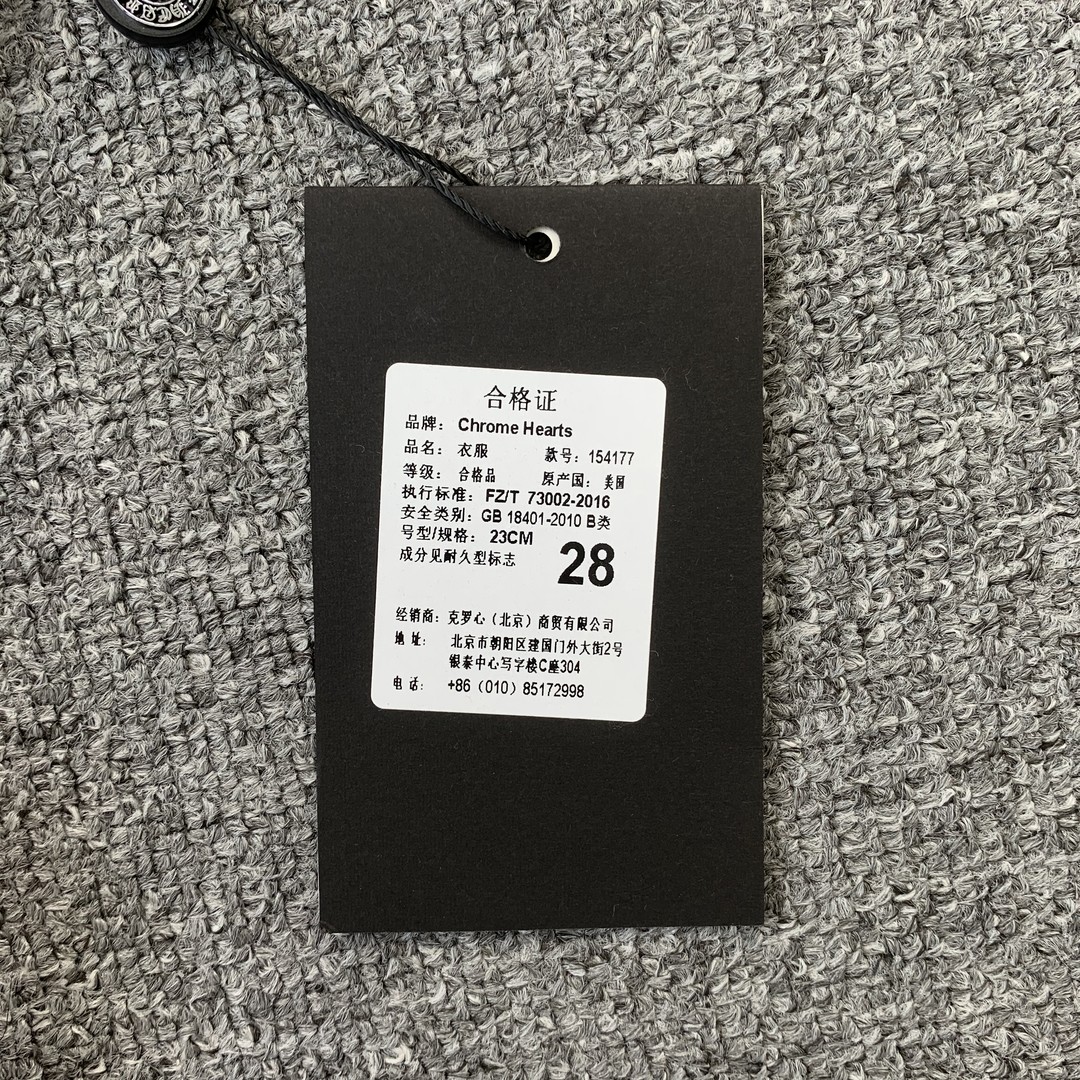 合格证
品牌： Chrome Hearts
品名： 衣服 款号：154177
等级： 合格品 原产国： 美国
执行标准：FZ/T 73002-2016
安全类别：GB 18401-2010 B类
号型/规格： 23CM
成分见耐久型标志 28
经销商：克罗心（北京）商贸有限公司
地 址： 北京市朝阳区建国门外大街2号
银泰中心写字楼C座304
电 话： +86（010）85172998